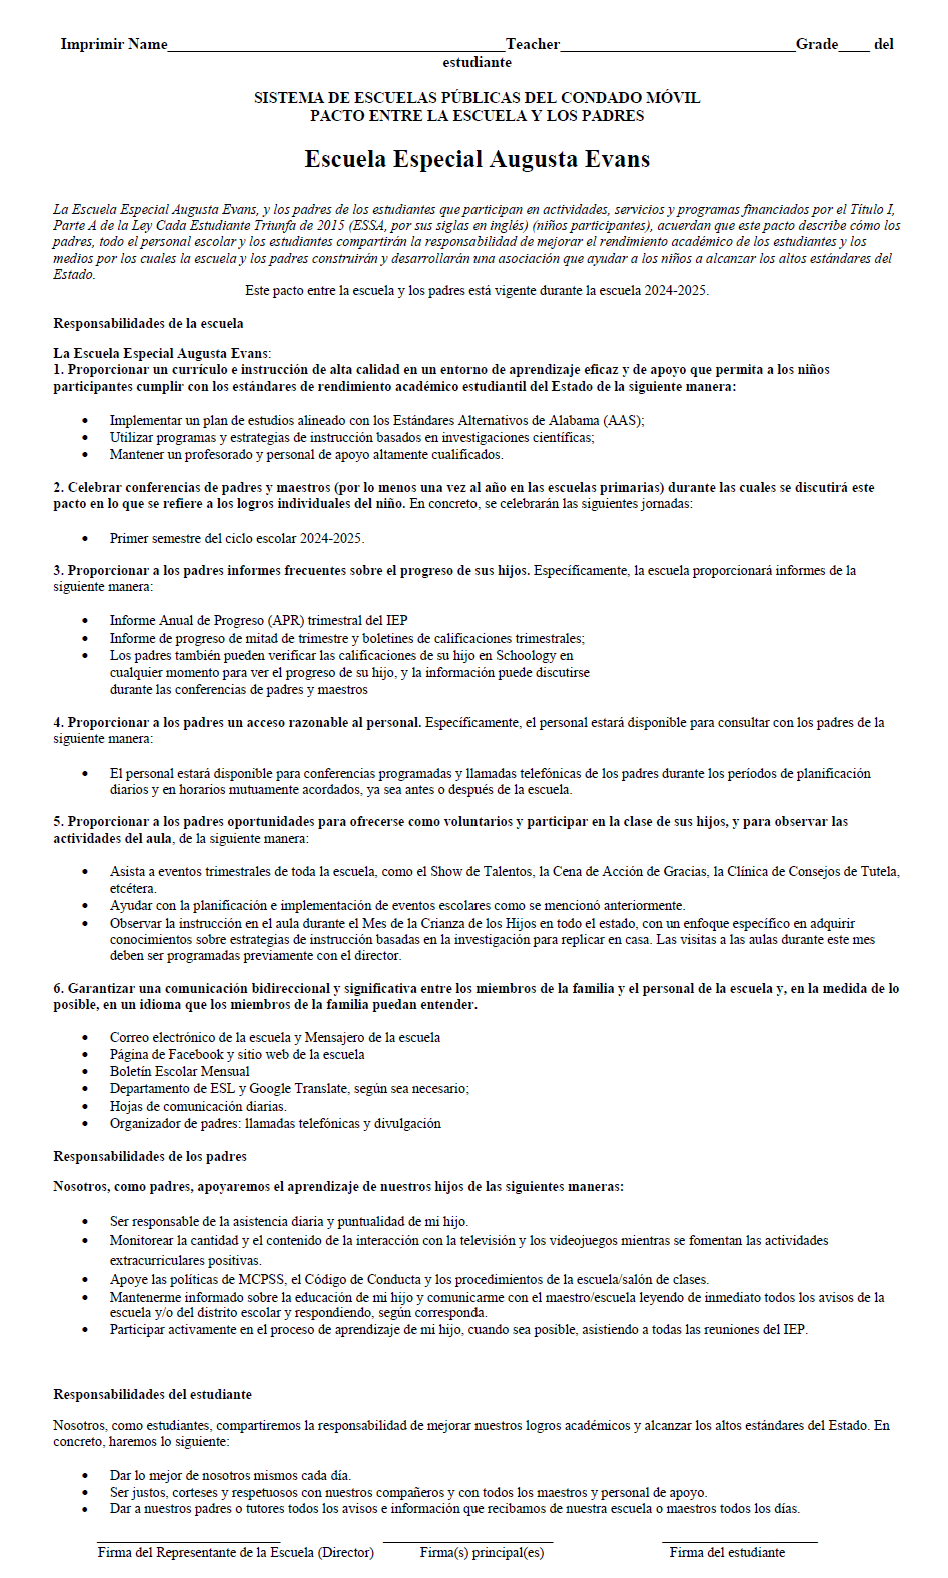 Imprimir Name___________________________________________Teacher______________________________Grade____ del
estudiante
SISTEMA DE ESCUELAS PÚBLICAS DEL CONDADO MÓVIL
PACTO ENTRE LA ESCUELA Y LOS PADRES
Escuela Especial Augusta Evans
La Escuela Especial Augusta Evans, y los padres de los estudiantes que participan en actividades, servicios y programas financiados por el Título I,
Parte A de la Ley Cada Estudiante Triunfa de 2015 (ESSA, por sus siglas en inglés) (niños participantes), acuerdan que este pacto describe cómo los
padres, todo el personal escolar y los estudiantes compartirán la responsabilidad de mejorar el rendimiento académico de los estudiantes y los
medios por los cuales la escuela y los padres construirán y desarrollarán una asociación que ayudar a los niños a alcanzar los altos estándares del
Estado.
Este pacto entre la escuela y los padres está vigente durante la escuela 2024-2025.
Responsabilidades de la escuela
La Escuela Especial Augusta Evans:
1. Proporcionar un currículo e instrucción de alta calidad en un entorno de aprendizaje eficaz y de apoyo que permita a los niños
participantes cumplir con los estándares de rendimiento académico estudiantil del Estado de la siguiente manera:
• Implementar un plan de estudios alineado con los Estándares Alternativos de Alabama (AAS);
• Utilizar programas y estrategias de instrucción basados en investigaciones científicas;
• Mantener un profesorado y personal de apoyo altamente cualificados.
2. Celebrar conferencias de padres y maestros (por lo menos una vez al año en las escuelas primarias) durante las cuales se discutirá este
pacto en lo que se refiere a los logros individuales del niño. En concreto, se celebrarán las siguientes jornadas:
• Primer semestre del ciclo escolar 2024-2025.
3. Proporcionar a los padres informes frecuentes sobre el progreso de sus hijos. Específicamente, la escuela proporcionará informes de la
siguiente manera:
• Informe Anual de Progreso (APR) trimestral del IEP
• Informe de progreso de mitad de trimestre y boletines de calificaciones trimestrales;
• Los padres también pueden verificar las calificaciones de su hijo en Schoology en
cualquier momento para ver el progreso de su hijo, y la información puede discutirse
durante las conferencias de padres y maestros
4. Proporcionar a los padres un acceso razonable al personal. Específicamente, el personal estará disponible para consultar con los padres de la
siguiente manera:
• El personal estará disponible para conferencias programadas y llamadas telefónicas de los padres durante los períodos de planificación
diarios y en horarios mutuamente acordados, ya sea antes o después de la escuela.
5. Proporcionar a los padres oportunidades para ofrecerse como voluntarios y participar en la clase de sus hijos, y para observar las
actividades del aula, de la siguiente manera:
• Asista a eventos trimestrales de toda la escuela, como el Show de Talentos, la Cena de Acción de Gracias, la Clínica de Consejos de Tutela,
etcétera.
• Ayudar con la planificación e implementación de eventos escolares como se mencionó anteriormente.
• Observar la instrucción en el aula durante el Mes de la Crianza de los Hijos en todo el estado, con un enfoque específico en adquirir
conocimientos sobre estrategias de instrucción basadas en la investigación para replicar en casa. Las visitas a las aulas durante este mes
deben ser programadas previamente con el director.
6. Garantizar una comunicación bidireccional y significativa entre los miembros de la familia y el personal de la escuela y, en la medida de lo
posible, en un idioma que los miembros de la familia puedan entender.
• Correo electrónico de la escuela y Mensajero de la escuela
• Página de Facebook y sitio web de la escuela
• Boletín Escolar Mensual
• Departamento de ESL y Google Translate, según sea necesario;
• Hojas de comunicación diarias.
• Organizador de padres: llamadas telefónicas y divulgación
Responsabilidades de los padres
Nosotros, como padres, apoyaremos el aprendizaje de nuestros hijos de las siguientes maneras:
• Ser responsable de la asistencia diaria y puntualidad de mi hijo.
• Monitorear la cantidad y el contenido de la interacción con la televisión y los videojuegos mientras se fomentan las actividades
extracurriculares positivas.
• Apoye las políticas de MCPSS, el Código de Conducta y los procedimientos de la escuela/salón de clases.
• Mantenerme informado sobre la educación de mi hijo y comunicarme con el maestro/escuela leyendo de inmediato todos los avisos de la
escuela y/o del distrito escolar y respondiendo, según corresponda.
• Participar activamente en el proceso de aprendizaje de mi hijo, cuando sea posible, asistiendo a todas las reuniones del IEP.
Responsabilidades del estudiante
Nosotros, como estudiantes, compartiremos la responsabilidad de mejorar nuestros logros académicos y alcanzar los altos estándares del Estado. En
concreto, haremos lo siguiente:
• Dar lo mejor de nosotros mismos cada día.
• Ser justos, corteses y respetuosos con nuestros compañeros y con todos los maestros y personal de apoyo.
• Dar a nuestros padres o tutores todos los avisos e información que recibamos de nuestra escuela o maestros todos los días.
Firma del Representante de la Escuela (Director) Firma(s) principal(es) Firma del estudiante